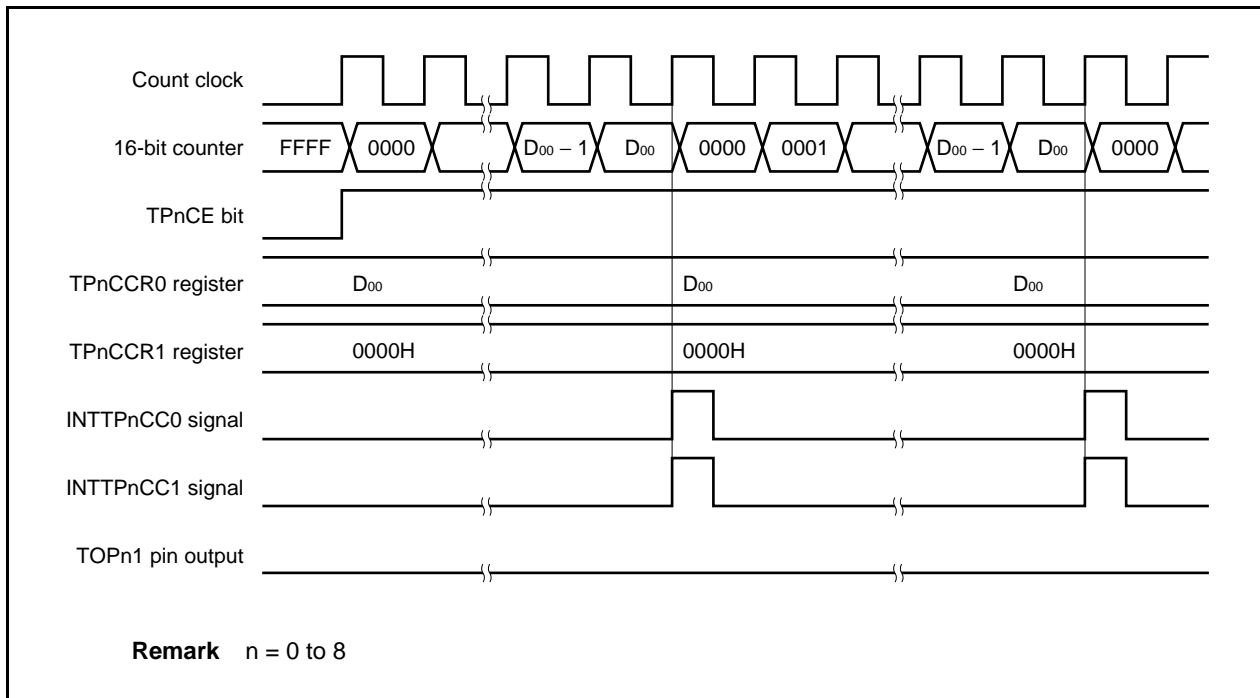 Count clock
16-bit counter FFFF 0000 D00 − 1 D00 0000 0001 D00 − 1 D00 0000
TPnCE bit
TPnCCR0 register D00 D00 D00
TPnCCR1 register 0000H 0000H 0000H
INTTPnCC0 signal
INTTPnCC1 signal
TOPn1 pin output
Remark n = 0 to 8